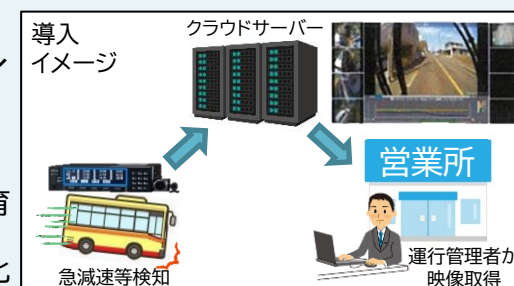 導入
イメージ
クラウドサーバー
営業所
急減速等検知
運行管理者が
映像取得
育